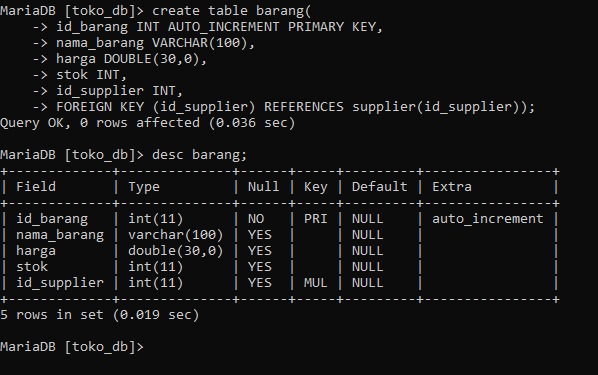 MariaDB [toko_db]> create table barang(
    -> id_barang INT AUTO_INCREMENT PRIMARY KEY,
    -> nama_barang VARCHAR(100),
    -> harga DOUBLE(30,0),
    -> stok INT,
    -> id_supplier INT,
    -> FOREIGN KEY (id_supplier) REFERENCES supplier(id_supplier));
Query OK, 0 rows affected (0.036 sec)

MariaDB [toko_db]> desc barang;
+-------------+--------------+------+-----+---------+----------------+
| Field       | Type         | Null | Key | Default | Extra          |
+-------------+--------------+------+-----+---------+----------------+
| id_barang   | int(11)      | NO   | PRI | NULL    | auto_increment |
| nama_barang | varchar(100) | YES  |     | NULL    |                |
| harga       | double(30,0) | YES  |     | NULL    |                |
| stok        | int(11)      | YES  |     | NULL    |                |
| id_supplier | int(11)      | YES  | MUL | NULL    |                |
+-------------+--------------+------+-----+---------+----------------+
5 rows in set (0.019 sec)

MariaDB [toko_db]>